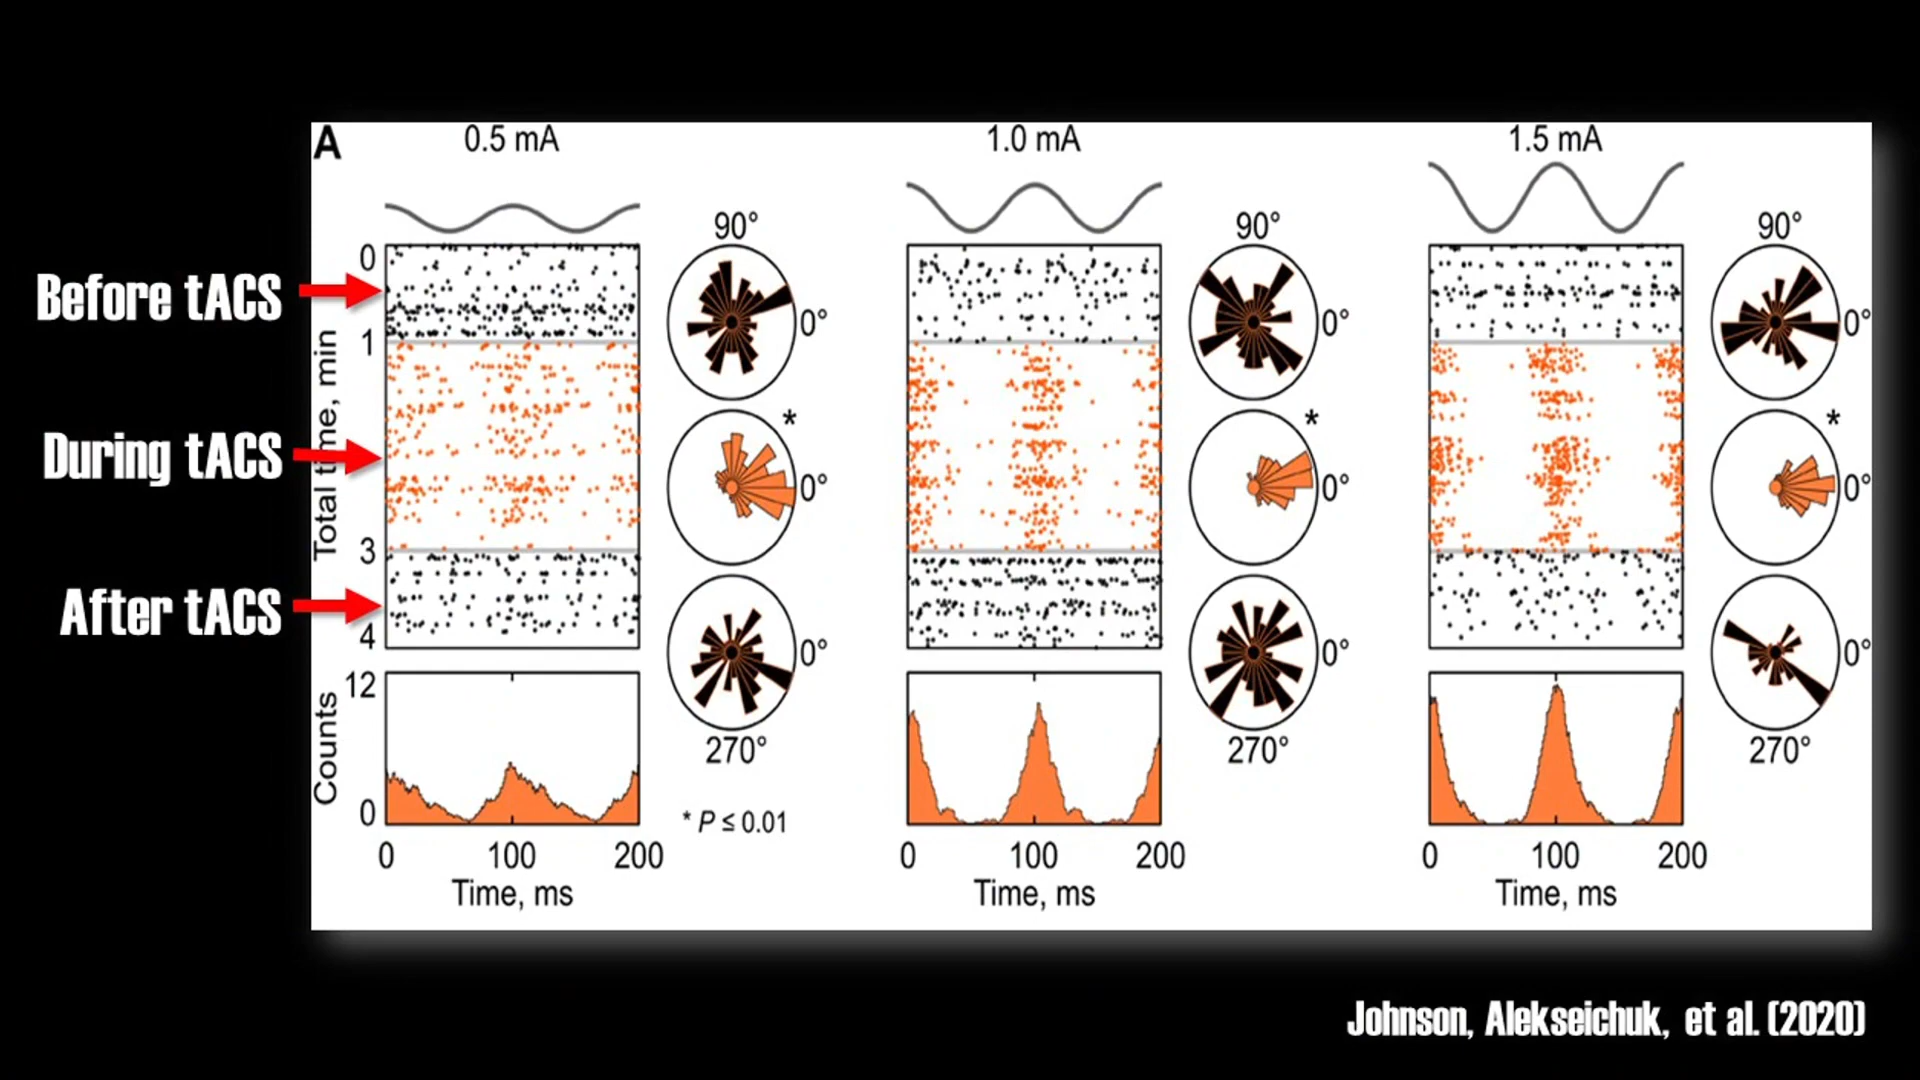 A
0.5 mA
1.0 mA
1.5 mA
90°
90°
90°
Before tACS
0
0°
0°
0°
1
*
*
*
During tACS
Total time, min
0°
0°
0°
3
After tACS
4
0°
0°
0°
270°
270°
270°
12
Counts
0
* P ≤ 0.01
0 100 200
0 100 200
0 100 200
Time, ms
Time, ms
Time, ms
Johnson, Alekseichuk, et al. (2020)